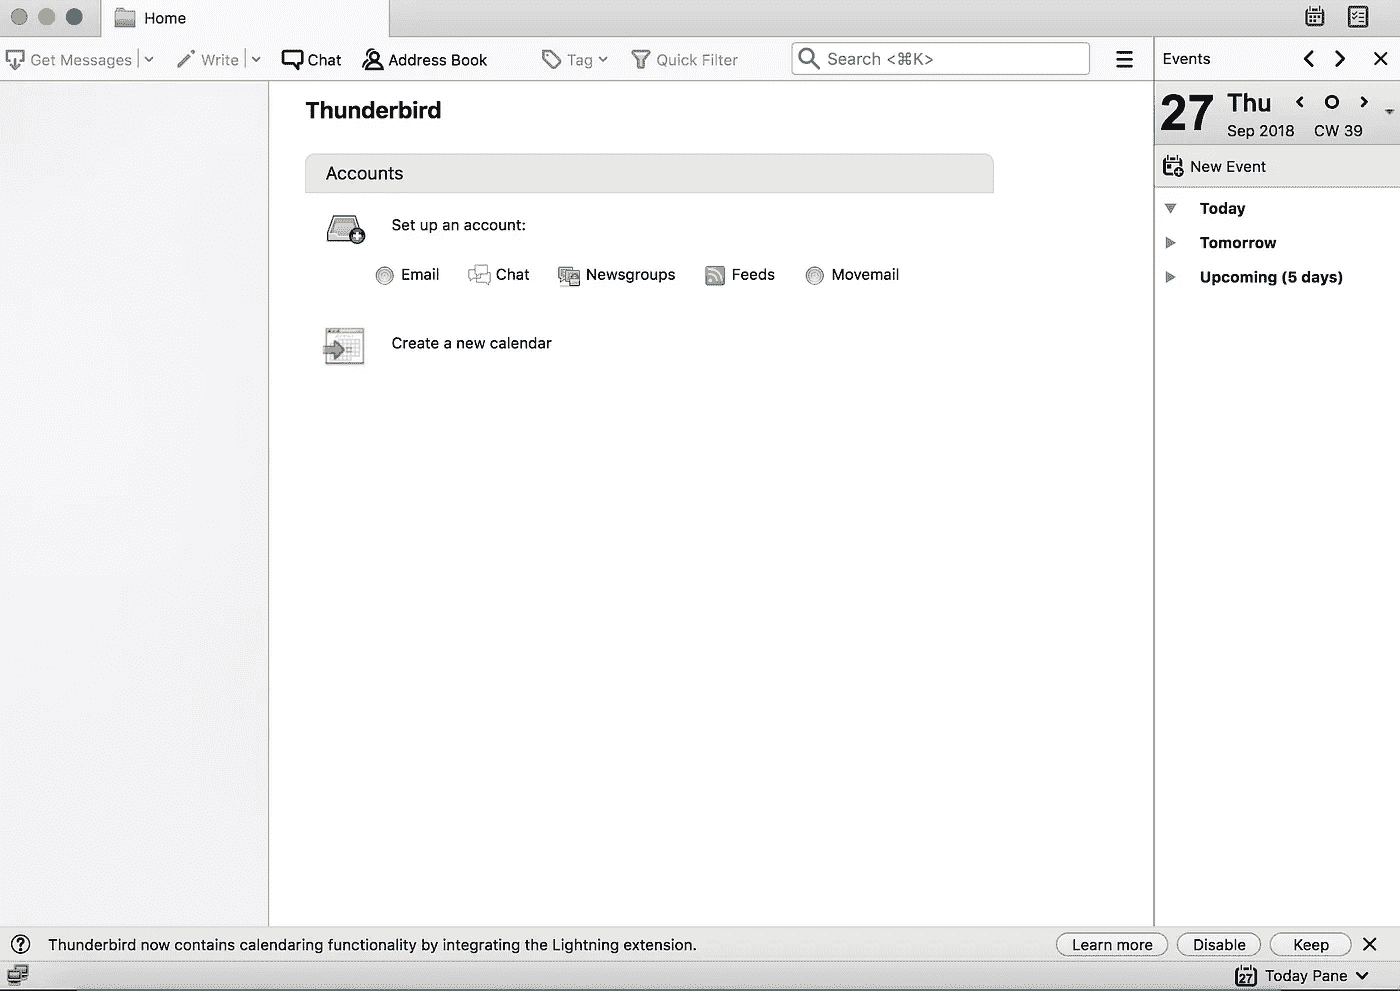 Home
Get Messages
Write
Chat
Address Book
Tag
Quick Filter
Search <⌘K>
Events
Thunderbird
27
Thu
Sep 2018
CW 39
Accounts
New Event
Set up an account:
Today
Tomorrow
Email
Chat
Newsgroups
Feeds
Movemail
Upcoming (5 days)
Create a new calendar
Thunderbird now contains calendaring functionality by integrating the Lightning extension.
Learn more
Disable
Keep
27
Today Pane